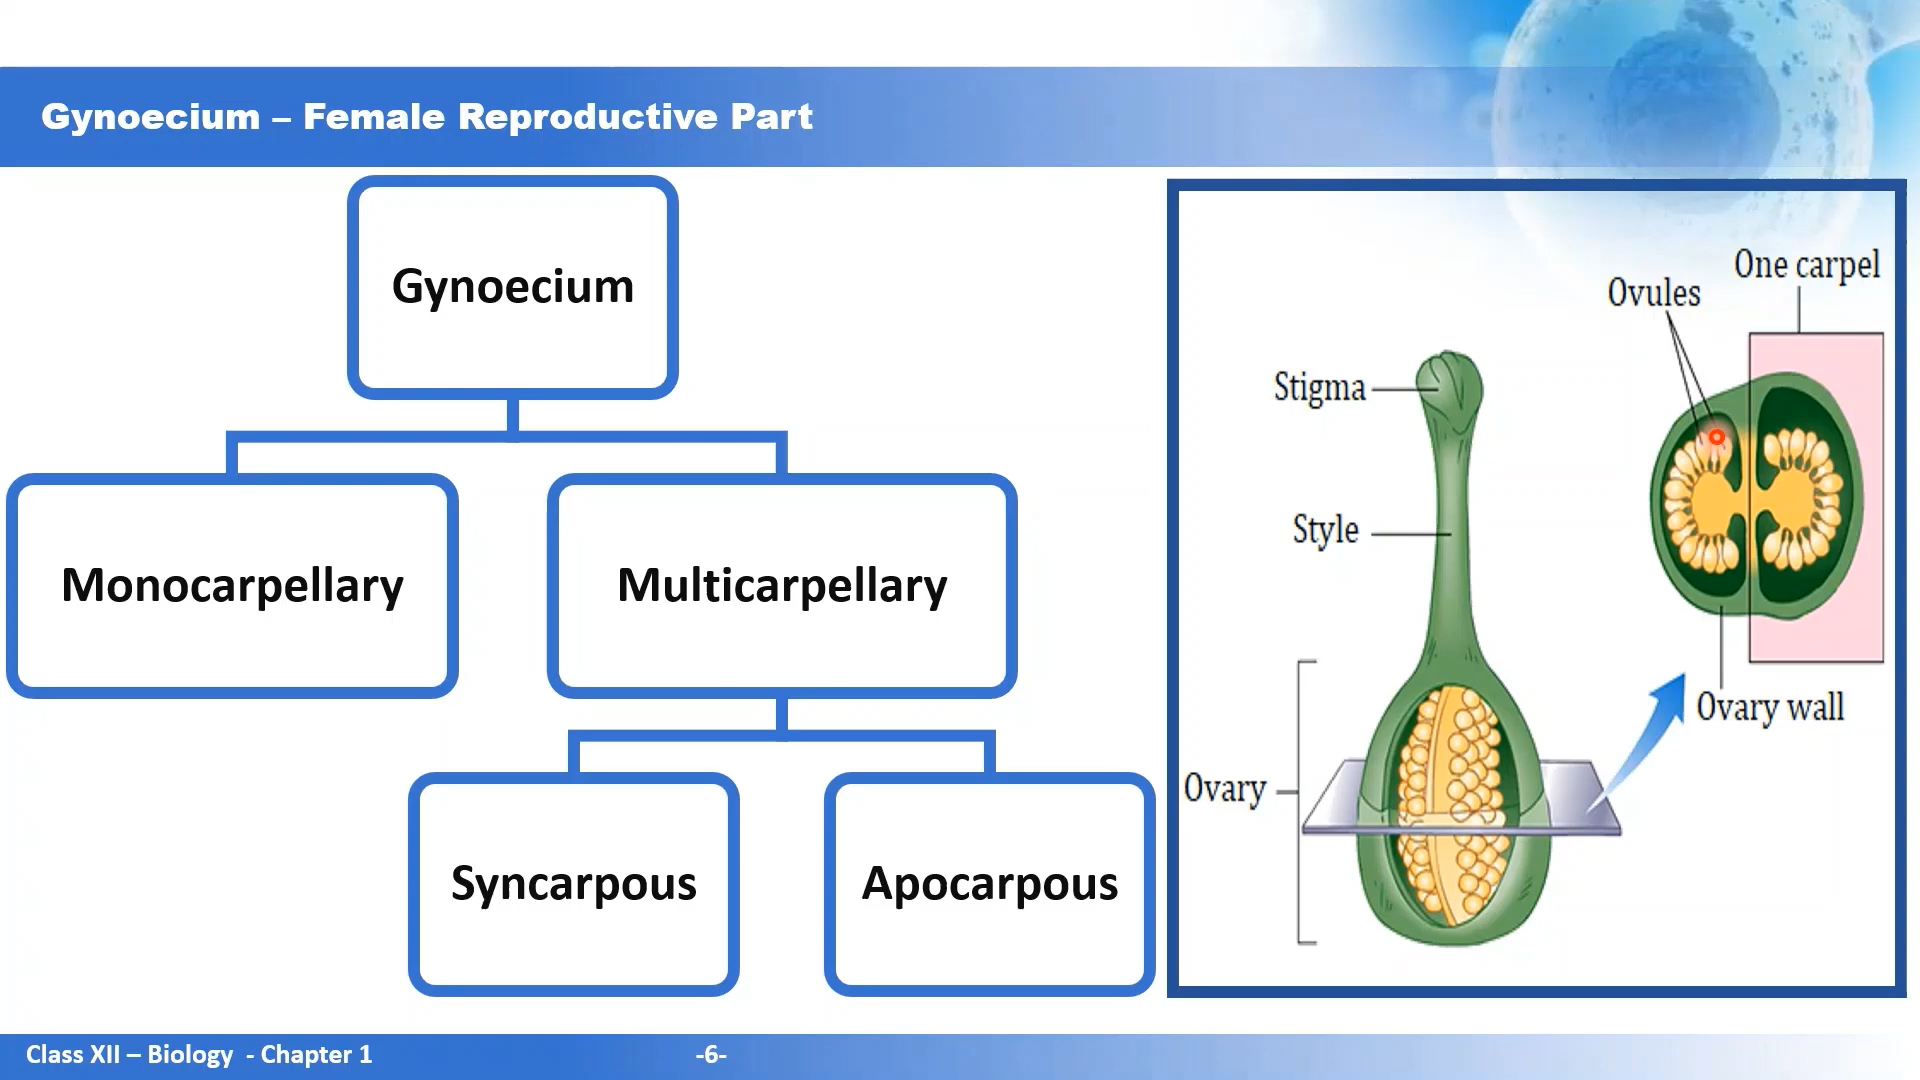 Gynoecium – Female Reproductive Part
Gynoecium
Monocarpellary
Multicarpellary
Syncarpous
Apocarpous
One carpel
Ovules
Stigma
Style
Ovary wall
Ovary
Class XII – Biology - Chapter 1
-6-